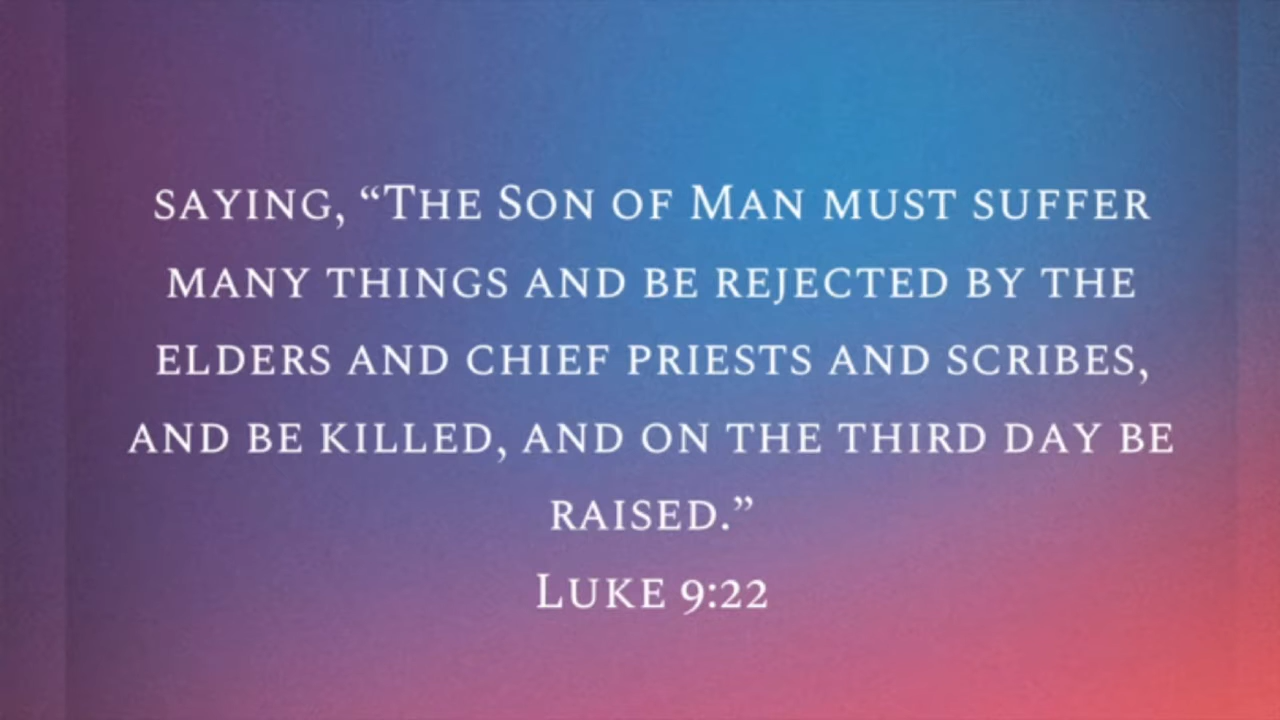 saying, “The Son of Man must suffer
many things and be rejected by the
elders and chief priests and scribes,
and be killed, and on the third day be
raised.”
Luke 9:22